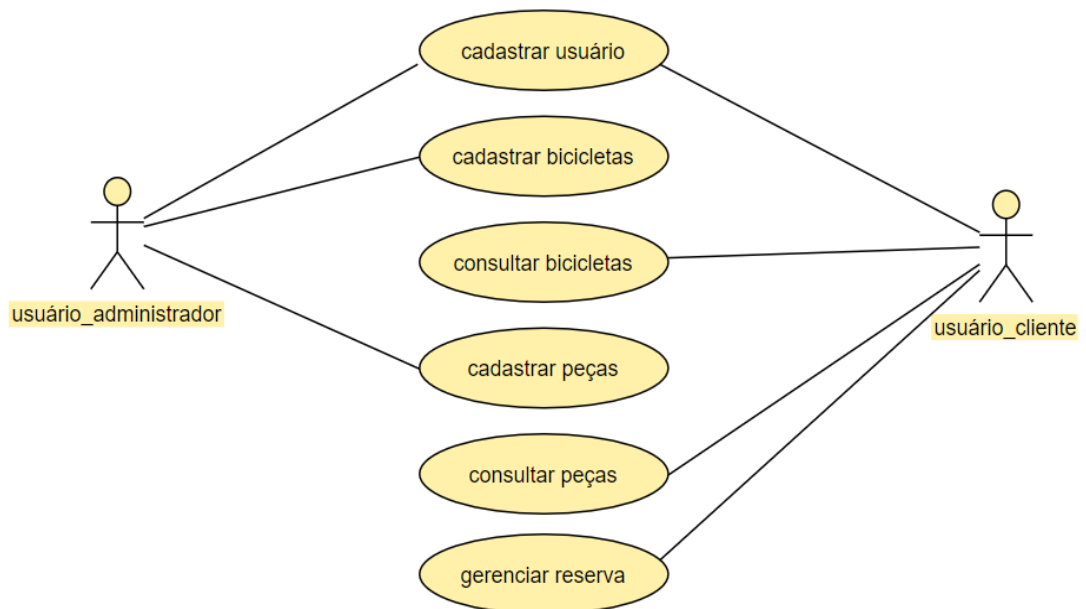 cadastrar usuário
cadastrar bicicletas
consultar bicicletas
usuário_administrador
usuário_cliente
cadastrar peças
consultar peças
gerenciar reserva